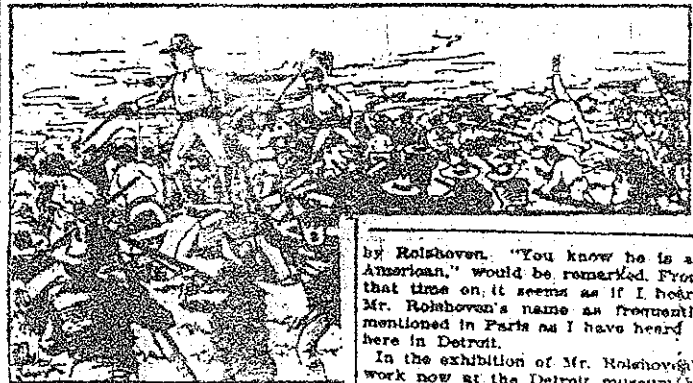 by Rolshoven. "You know he is a
American," would be remarked. Fro
that time on, it seems as if I hear
Mr. Rolshoven's name as frequentl
mentioned in Paris as I have heard
here in Detroit.
In the exhibition of Mr. Rolshoven's
work now at the Detroit museum